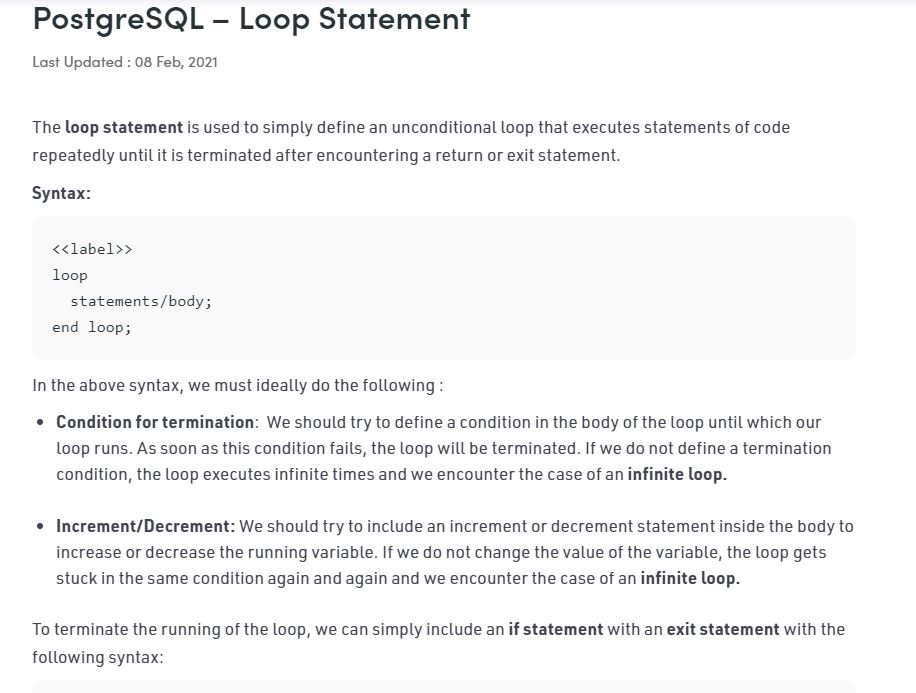 PostgreSQL – Loop Statement
Last Updated : 08 Feb, 2021
The loop statement is used to simply define an unconditional loop that executes statements of code
repeatedly until it is terminated after encountering a return or exit statement.
Syntax:
<<label>>
loop
statements/body;
end loop;
In the above syntax, we must ideally do the following :
• Condition for termination: We should try to define a condition in the body of the loop until which our
loop runs. As soon as this condition fails, the loop will be terminated. If we do not define a termination
condition, the loop executes infinite times and we encounter the case of an infinite loop.
• Increment/Decrement: We should try to include an increment or decrement statement inside the body to
increase or decrease the running variable. If we do not change the value of the variable, the loop gets
stuck in the same condition again and again and we encounter the case of an infinite loop.
To terminate the running of the loop, we can simply include an if statement with an exit statement with the
following syntax: